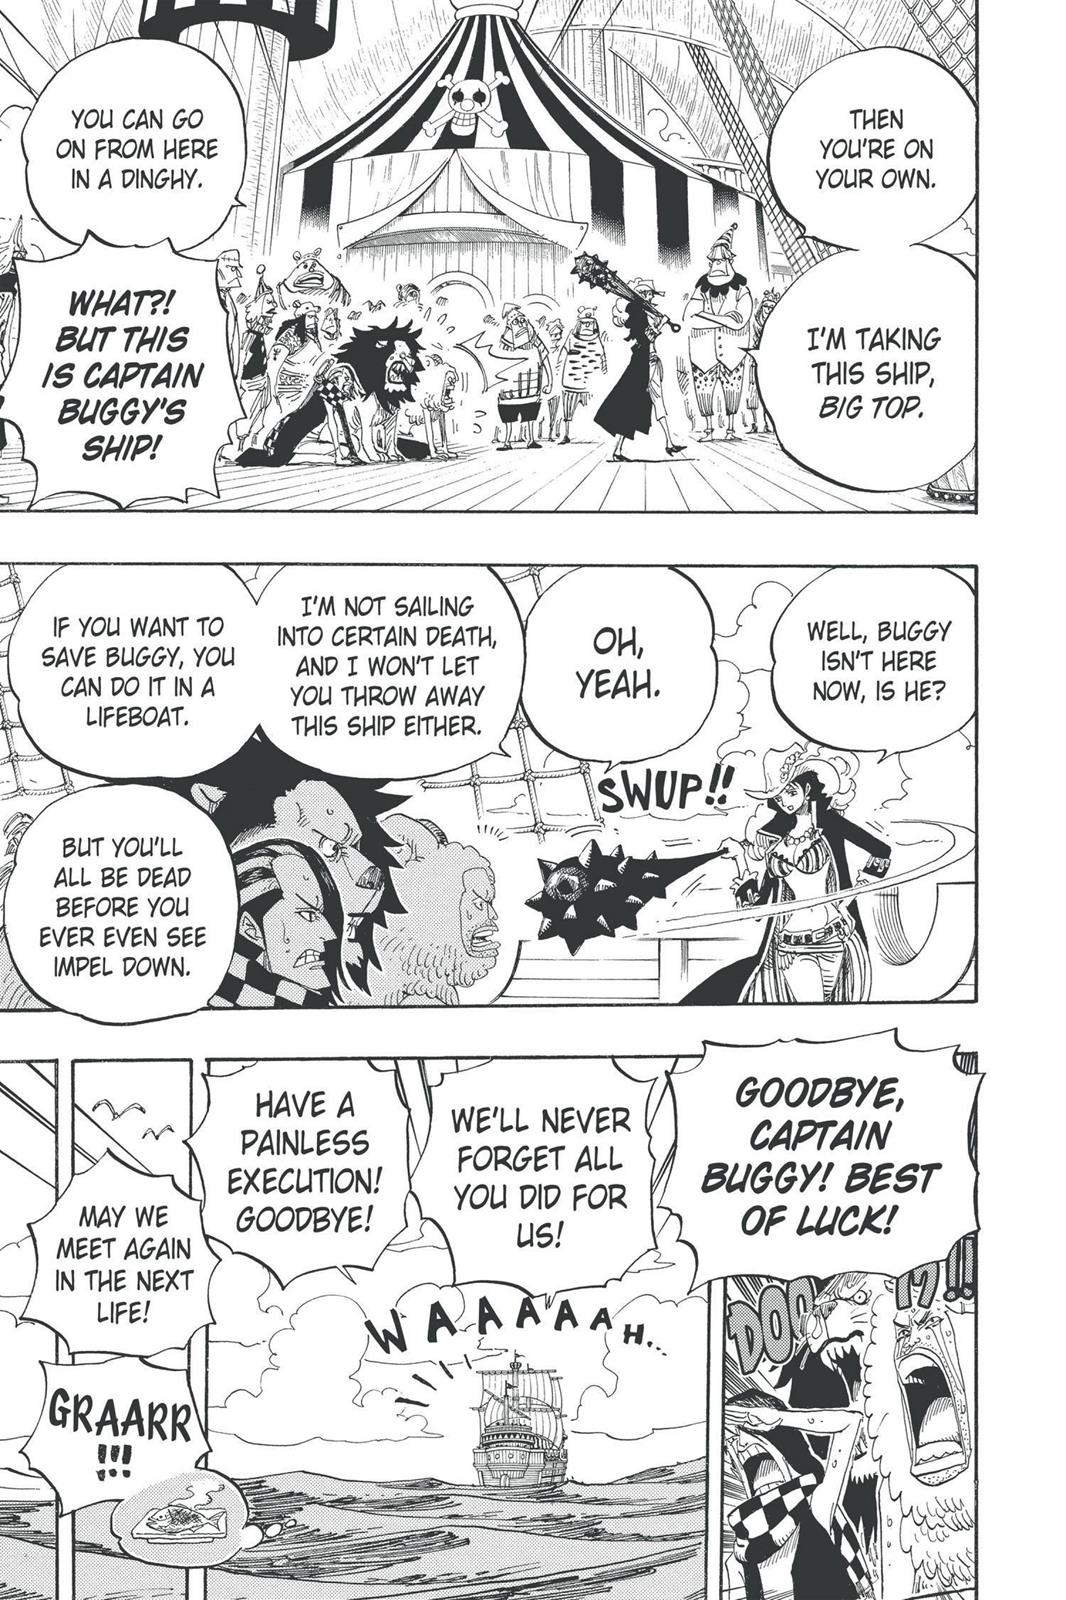 THEN
YOU'RE ON
YOUR OWN.
I'M TAKING
THIS SHIP,
BIG TOP.
YOU CAN GO
ON FROM HERE
IN A DINGHY.
WHAT?!
BUT THIS
IS CAPTAIN
BUGGY'S
SHIP!
WELL, BUGGY
ISN'T HERE
NOW, IS HE?
OH,
YEAH.
SWUP!!
I'M NOT SAILING
INTO CERTAIN DEATH,
AND I WON'T LET
YOU THROW AWAY
THIS SHIP EITHER.
IF YOU WANT TO
SAVE BUGGY, YOU
CAN DO IT IN A
LIFEBOAT.
BUT YOU'LL
ALL BE DEAD
BEFORE YOU
EVER EVEN SEE
IMPEL DOWN.
GOODBYE,
CAPTAIN
BUGGY! BEST
OF LUCK!
WE'LL NEVER
FORGET ALL
YOU DID FOR
US!
HAVE A
PAINLESS
EXECUTION!
GOODBYE!
WAAAAAH...
MAY WE
MEET AGAIN
IN THE NEXT
LIFE!
GRAARR
!!!